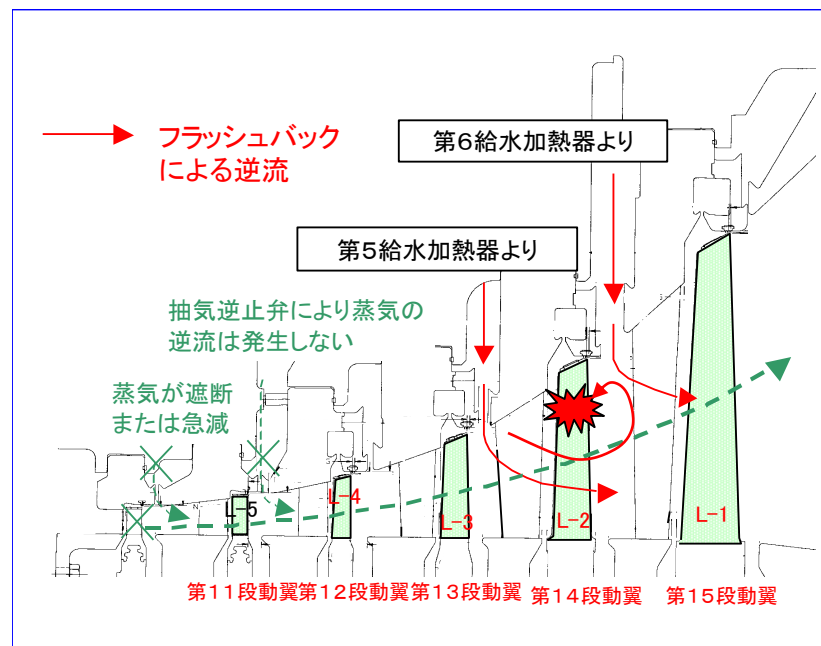 フラッシュバック
による逆流
第6給水加熱器より
第5給水加熱器より
抽気逆止弁により蒸気の
逆流は発生しない
蒸気が遮断
または急減
L-5
L-4
L-3
L-2
L-1
第11段動翼
第12段動翼
第13段動翼
第14段動翼
第15段動翼